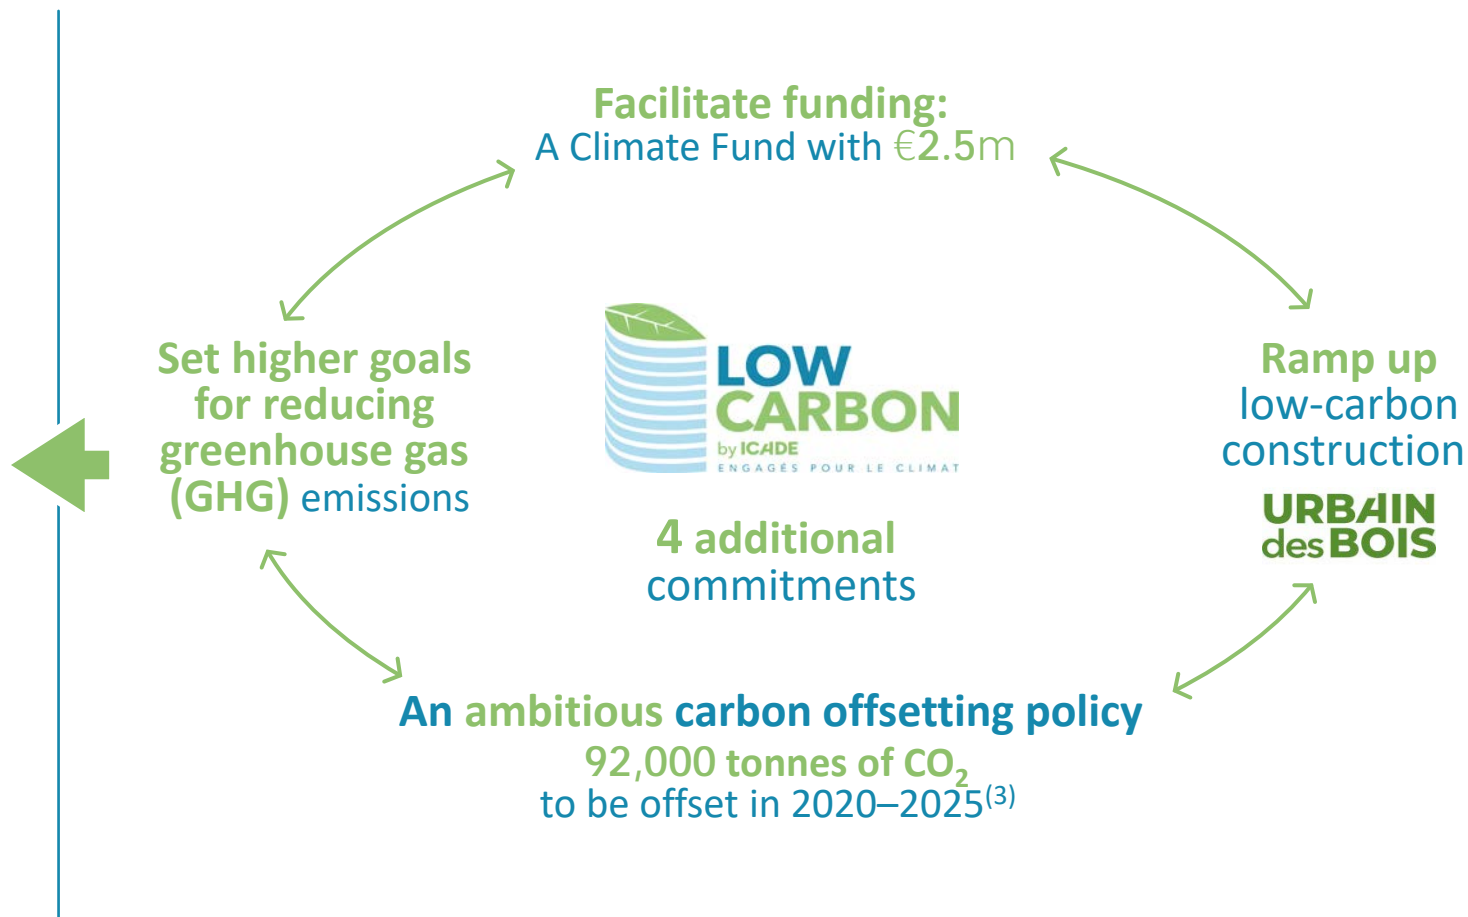 Facilitate funding:
A Climate Fund with €2.5m
Set higher goals
for reducing
greenhouse gas
(GHG) emissions
LOW
CARBON
by ICADE
ENGAGÉS POUR LE CLIMAT
4 additional
commitments
Ramp up
low-carbon
construction
URBAIN
des BOIS
An ambitious carbon offsetting policy
92,000 tonnes of CO₂
to be offset in 2020–2025⁽³⁾